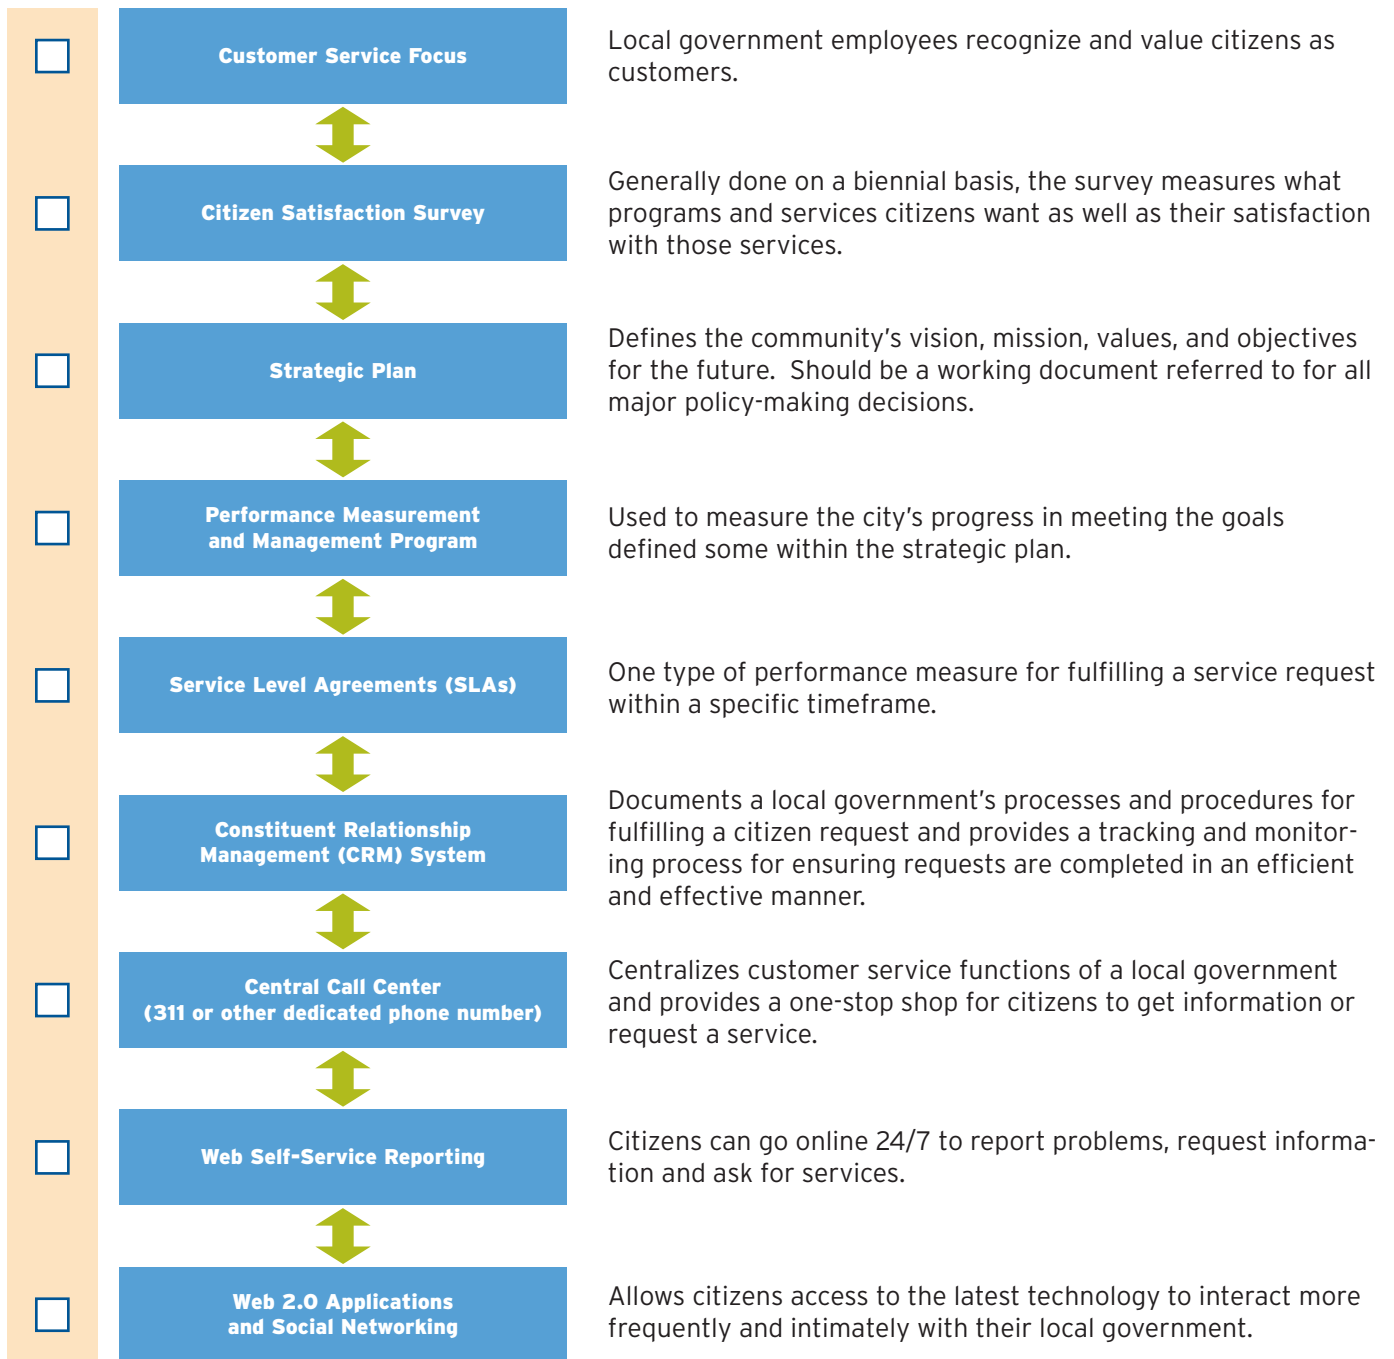 Customer Service Focus
Local government employees recognize and value citizens as
customers.
Citizen Satisfaction Survey
Generally done on a biennial basis, the survey measures what
programs and services citizens want as well as their satisfaction
with those services.
Strategic Plan
Defines the community's vision, mission, values, and objectives
for the future.  Should be a working document referred to for all
major policy-making decisions.
Performance Measurement
and Management Program
Used to measure the city's progress in meeting the goals
defined some within the strategic plan.
Service Level Agreements (SLAs)
One type of performance measure for fulfilling a service request
within a specific timeframe.
Constituent Relationship
Management (CRM) System
Documents a local government's processes and procedures for
fulfilling a citizen request and provides a tracking and monitor-
ing process for ensuring requests are completed in an efficient
and effective manner.
Central Call Center
(311 or other dedicated phone number)
Centralizes customer service functions of a local government
and provides a one-stop shop for citizens to get information or
request a service.
Web Self-Service Reporting
Citizens can go online 24/7 to report problems, request informa-
tion and ask for services.
Web 2.0 Applications
and Social Networking
Allows citizens access to the latest technology to interact more
frequently and intimately with their local government.